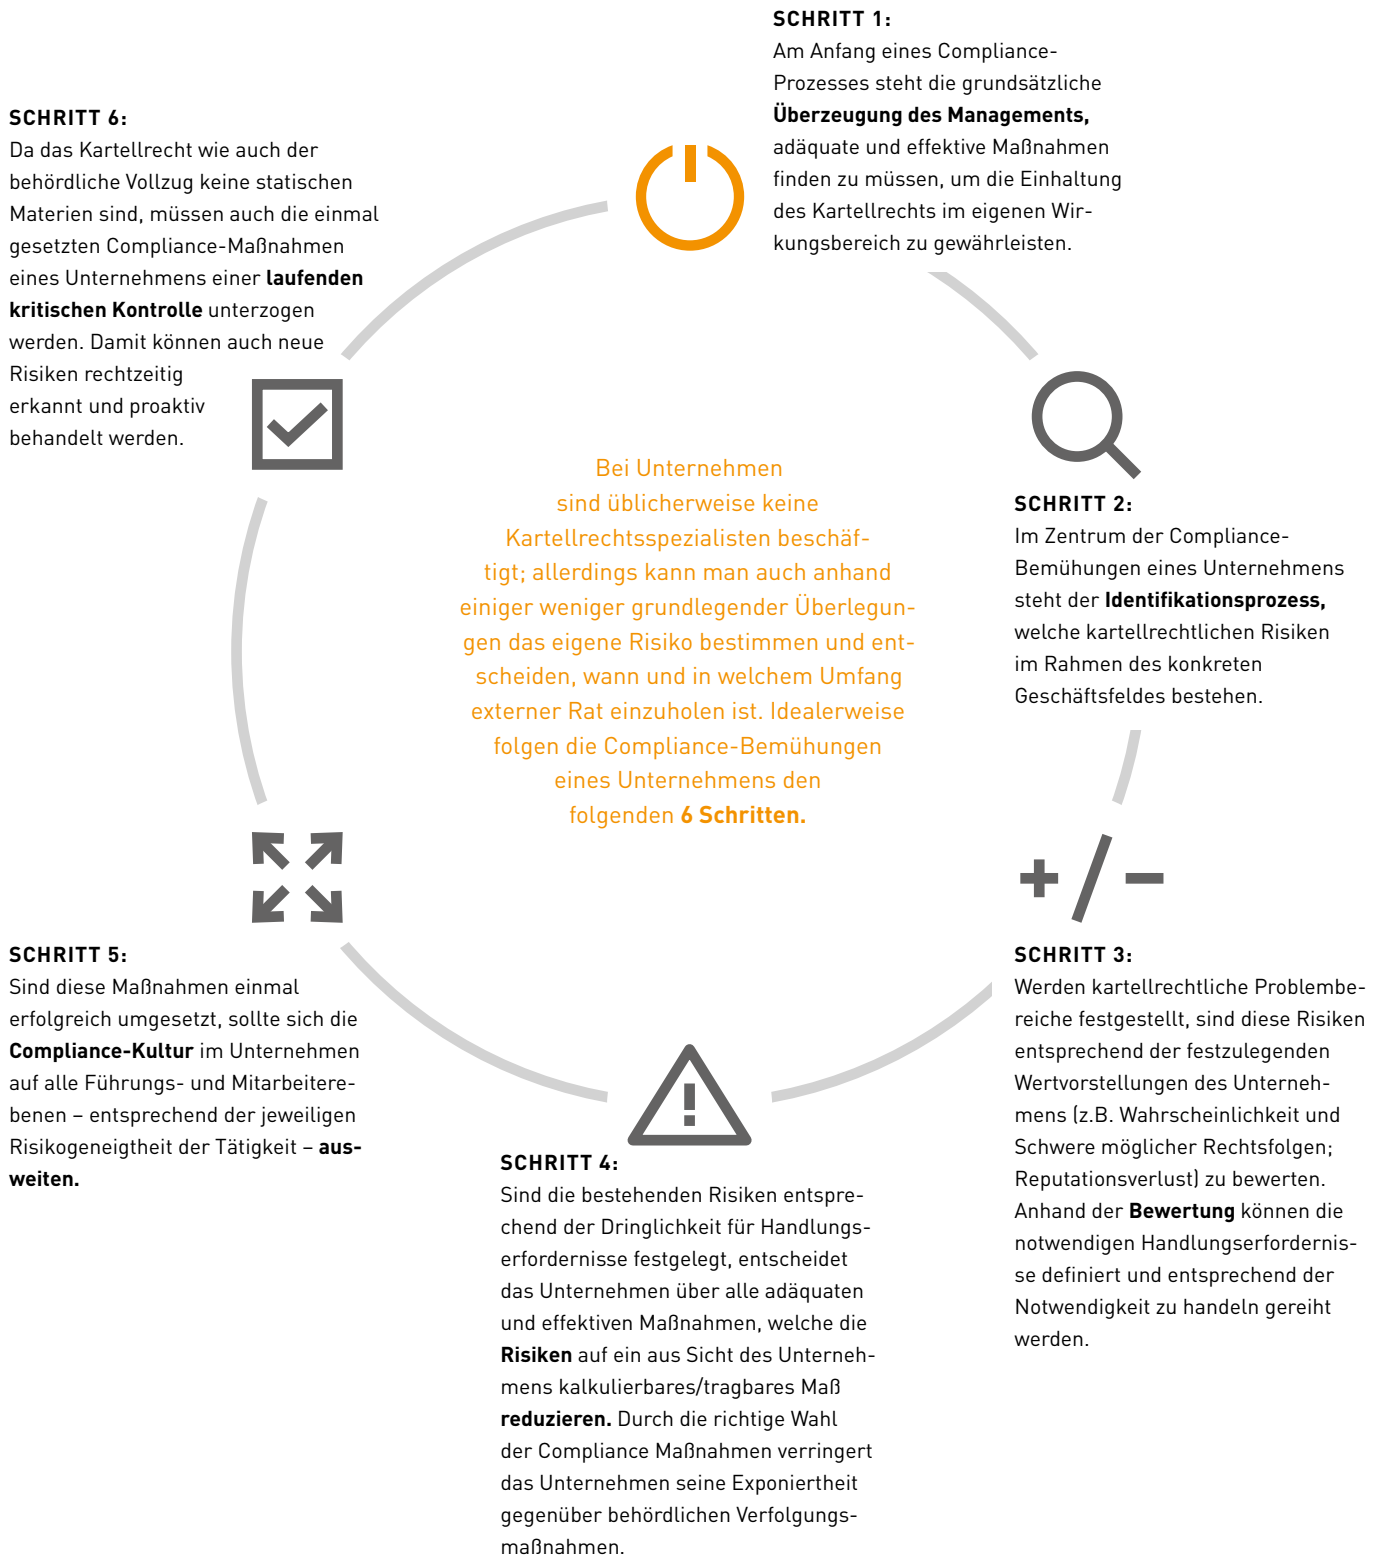 SCHRITT 1:
Am Anfang eines Compliance-
Prozesses steht die grundsätzliche
Überzeugung des Managements,
adäquate und effektive Maßnahmen
finden zu müssen, um die Einhaltung
des Kartellrechts im eigenen Wir-
kungsbereich zu gewährleisten.
SCHRITT 2:
Im Zentrum der Compliance-
Bemühungen eines Unternehmens
steht der Identifikationsprozess,
welche kartellrechtlichen Risiken
im Rahmen des konkreten
Geschäftsfeldes bestehen.
+/−
SCHRITT 3:
Werden kartellrechtliche Problembe-
reiche festgestellt, sind diese Risiken
entsprechend der festzulegenden
Wertvorstellungen des Unterneh-
mens (z.B. Wahrscheinlichkeit und
Schwere möglicher Rechtsfolgen;
Reputationsverlust) zu bewerten.
Anhand der Bewertung können die
notwendigen Handlungserfordernis-
se definiert und entsprechend der
Notwendigkeit zu handeln gereiht
werden.
!
SCHRITT 4:
Sind die bestehenden Risiken entspre-
chend der Dringlichkeit für Handlungs-
erfordernisse festgelegt, entscheidet
das Unternehmen über alle adäquaten
und effektiven Maßnahmen, welche die
Risiken auf ein aus Sicht des Unterneh-
mens kalkulierbares/tragbares Maß
reduzieren. Durch die richtige Wahl
der Compliance Maßnahmen verringert
das Unternehmen seine Exponiertheit
gegenüber behördlichen Verfolgungs-
maßnahmen.
SCHRITT 5:
Sind diese Maßnahmen einmal
erfolgreich umgesetzt, sollte sich die
Compliance-Kultur im Unternehmen
auf alle Führungs- und Mitarbeitere-
benen – entsprechend der jeweiligen
Risikogeneigtheit der Tätigkeit – aus-
weiten.
SCHRITT 6:
Da das Kartellrecht wie auch der
behördliche Vollzug keine statischen
Materien sind, müssen auch die einmal
gesetzten Compliance-Maßnahmen
eines Unternehmens einer laufenden
kritischen Kontrolle unterzogen
werden. Damit können auch neue
Risiken rechtzeitig
erkannt und proaktiv
behandelt werden.
Bei Unternehmen
sind üblicherweise keine
Kartellrechtsspezialisten beschäf-
tigt; allerdings kann man auch anhand
einiger weniger grundlegender Überlegun-
gen das eigene Risiko bestimmen und ent-
scheiden, wann und in welchem Umfang
externer Rat einzuholen ist. Idealerweise
folgen die Compliance-Bemühungen
eines Unternehmens den
folgenden 6 Schritten.